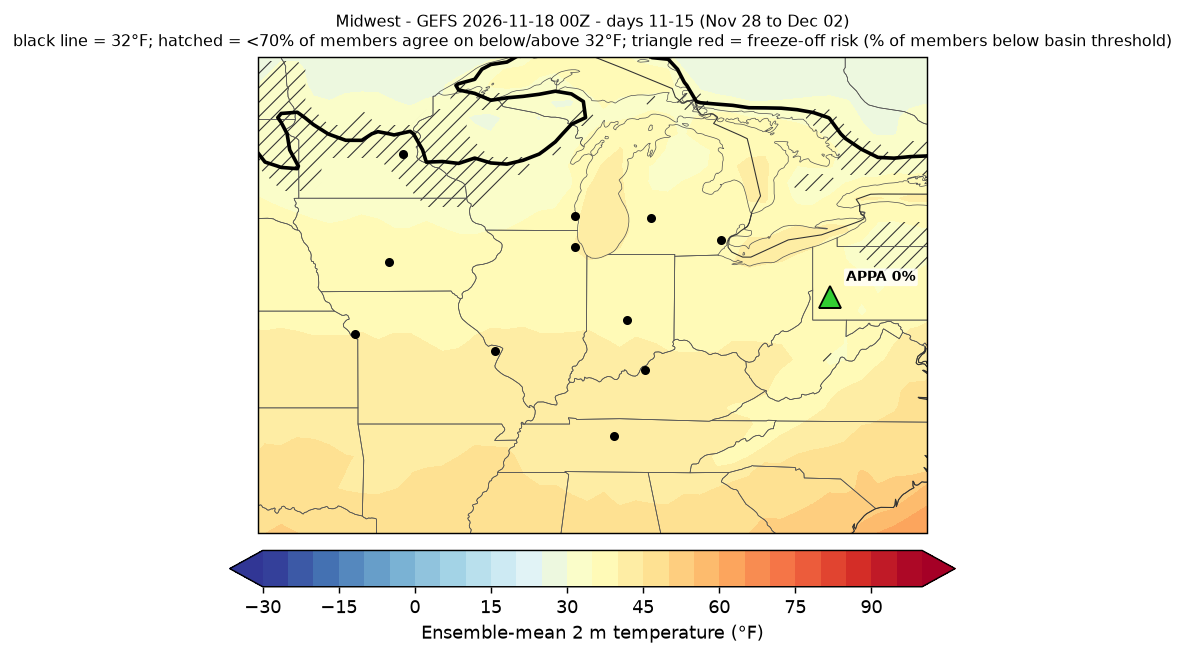 Midwest - GEFS 2026-11-18 00Z - days 11-15 (Nov 28 to Dec 02)
black line = 32°F; hatched = <70% of members agree on below/above 32°F; triangle red = freeze-off risk (% of members below basin threshold)
APPA 0%
−30 −15 0 15 30 45 60 75 90
Ensemble-mean 2 m temperature (°F)